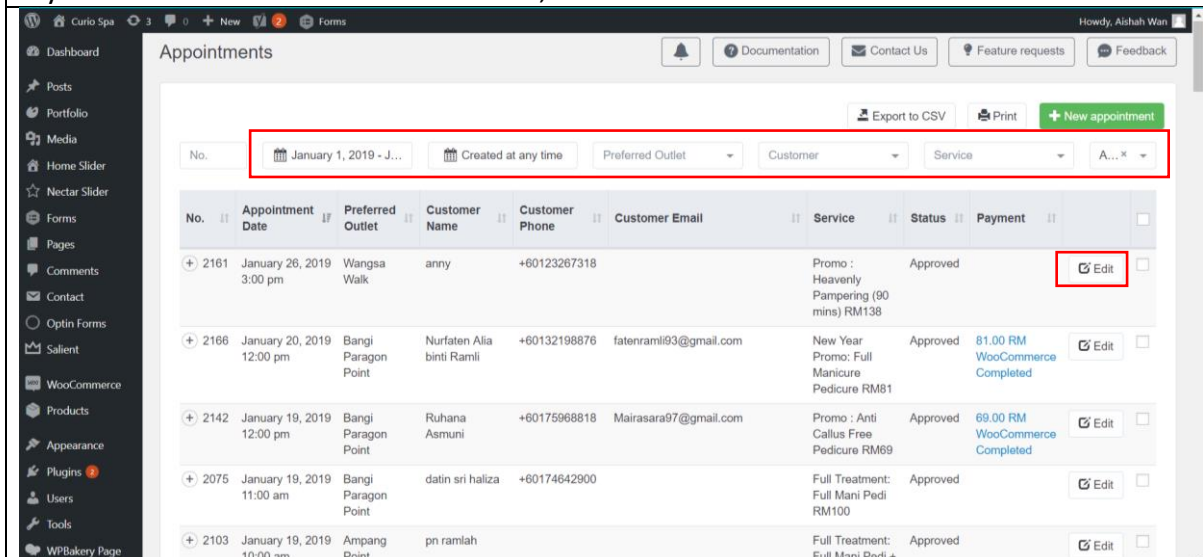 Curio Spa 3 0 + New 2 Forms Howdy, Aishah Wan
Dashboard
Posts
Portfolio
Media
Home Slider
Nectar Slider
Forms
Pages
Comments
Contact
Optin Forms
Salient
WooCommerce
Products
Appearance
Plugins 2
Users
Tools
WPBakery Page
Appointments
Documentation Contact Us Feature requests Feedback
Export to CSV Print + New appointment
No. January 1, 2019 - J... Created at any time Preferred Outlet Customer Service A... ×
No. Appointment Date Preferred Outlet Customer Name Customer Phone Customer Email Service Status Payment
2161 January 26, 2019 Wangsa anny +60123267318 Promo : Approved Edit
3:00 pm Walk Heavenly
Pampering (90
mins) RM138
2166 January 20, 2019 Bangi Nurfaten Alia +60132198876 fatenramli93@gmail.com New Year Approved 81.00 RM Edit
12:00 pm Paragon binti Ramli Promo: Full WooCommerce
Point Manicure Completed
Pedicure RM81
2142 January 19, 2019 Bangi Ruhana +60175968818 Mairasara97@gmail.com Promo : Anti Approved 69.00 RM Edit
12:00 pm Paragon Asmuni Callus Free WooCommerce
Point Pedicure RM69 Completed
2075 January 19, 2019 Bangi datin sri haliza +60174642900 Full Treatment: Approved Edit
11:00 am Paragon Full Mani Pedi
Point RM100
2103 January 19, 2019 Ampang pn ramlah Full Treatment: Approved Edit
10:00 am Point Full Mani Pedi +